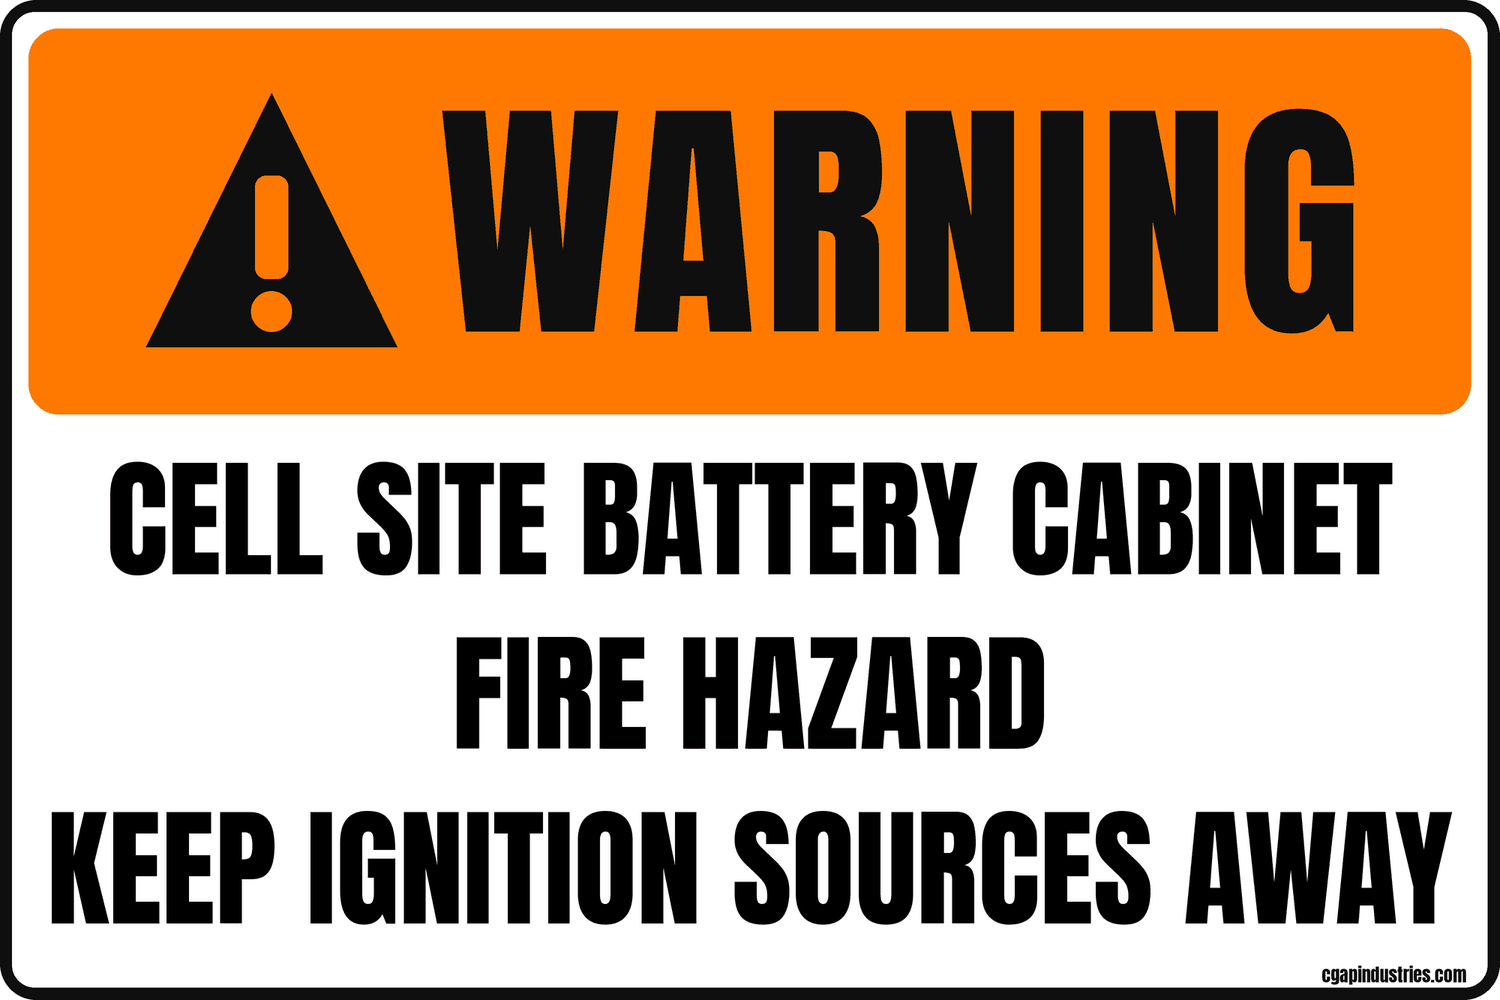 WARNING
CELL SITE BATTERY CABINET
FIRE HAZARD
KEEP IGNITION SOURCES AWAY
cgapindustries.com